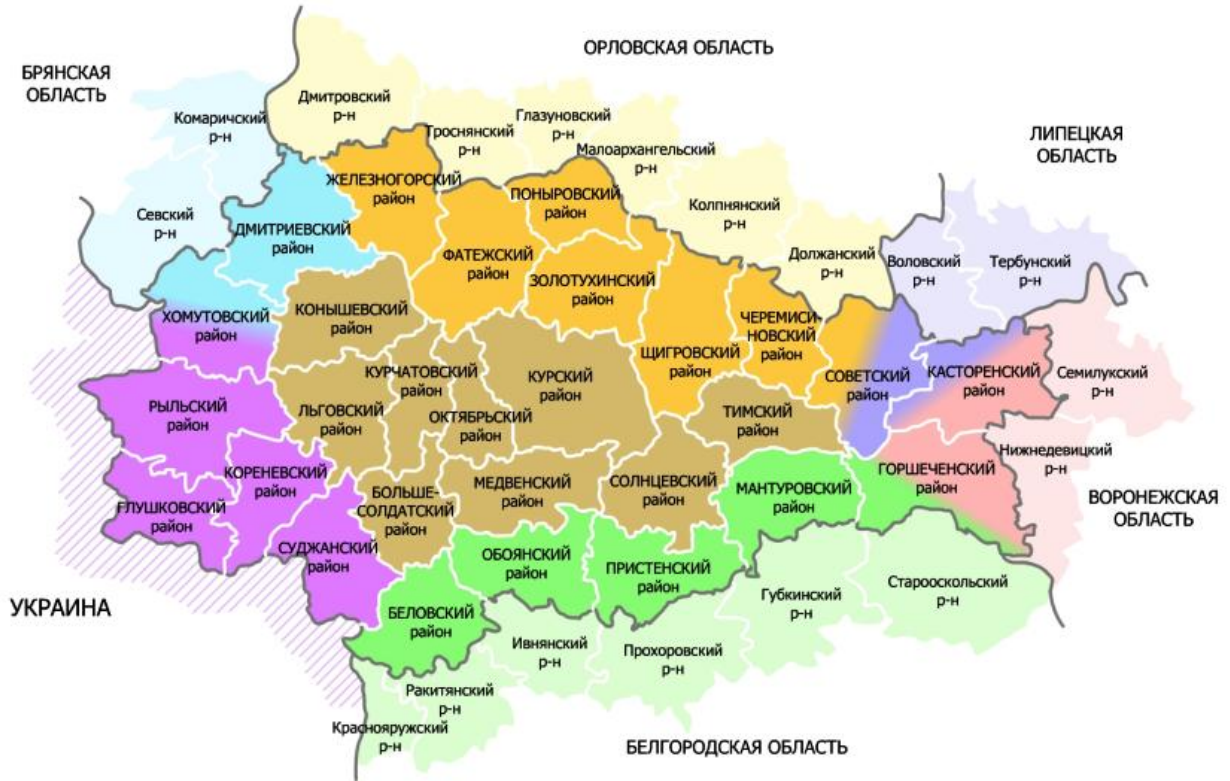 ОРЛОВСКАЯ ОБЛАСТЬ
БРЯНСКАЯ
ОБЛАСТЬ
Дмитровский
р-н
Комаричский
р-н
Троснянский
р-н
Глазуновский
р-н
Малоархангельский
р-н
ЛИПЕЦКАЯ
ОБЛАСТЬ
ЖЕЛЕЗНОГОРСКИЙ
район
ПОНЫРОВСКИЙ
район
Колпнянский
р-н
Севский
р-н
ДМИТРИЕВСКИЙ
район
ФАТЕЖСКИЙ
район
Должанский
р-н
Воловский
р-н
Тербунский
р-н
ЗОЛОТУХИНСКИЙ
район
ХОМУТОВСКИЙ
район
КОНЫШЕВСКИЙ
район
ЧЕРЕМИСИ-
НОВСКИЙ
район
ЩИГРОВСКИЙ
район
КУРЧАТОВСКИЙ
район
КУРСКИЙ
район
СОВЕТСКИЙ
район
КАСТОРЕНСКИЙ
район
Семилукский
р-н
РЫЛЬСКИЙ
район
ЛЬГОВСКИЙ
район
ОКТЯБРЬСКИЙ
район
ТИМСКИЙ
район
КОРЕНЕВСКИЙ
район
БОЛЬШЕ-
СОЛДАТСКИЙ
район
МЕДВЕНСКИЙ
район
СОЛНЦЕВСКИЙ
район
МАНТУРОВСКИЙ
район
ГОРШЕЧЕНСКИЙ
район
Нижнедевицкий
р-н
ВОРОНЕЖСКАЯ
ОБЛАСТЬ
ГЛУШКОВСКИЙ
район
СУДЖАНСКИЙ
район
ОБОЯНСКИЙ
район
ПРИСТЕНСКИЙ
район
Губкинский
р-н
Старооскольский
р-н
УКРАИНА
БЕЛОВСКИЙ
район
Ивнянский
р-н
Прохоровский
р-н
Ракитянский
р-н
Краснояружский
р-н
БЕЛГОРОДСКАЯ ОБЛАСТЬ